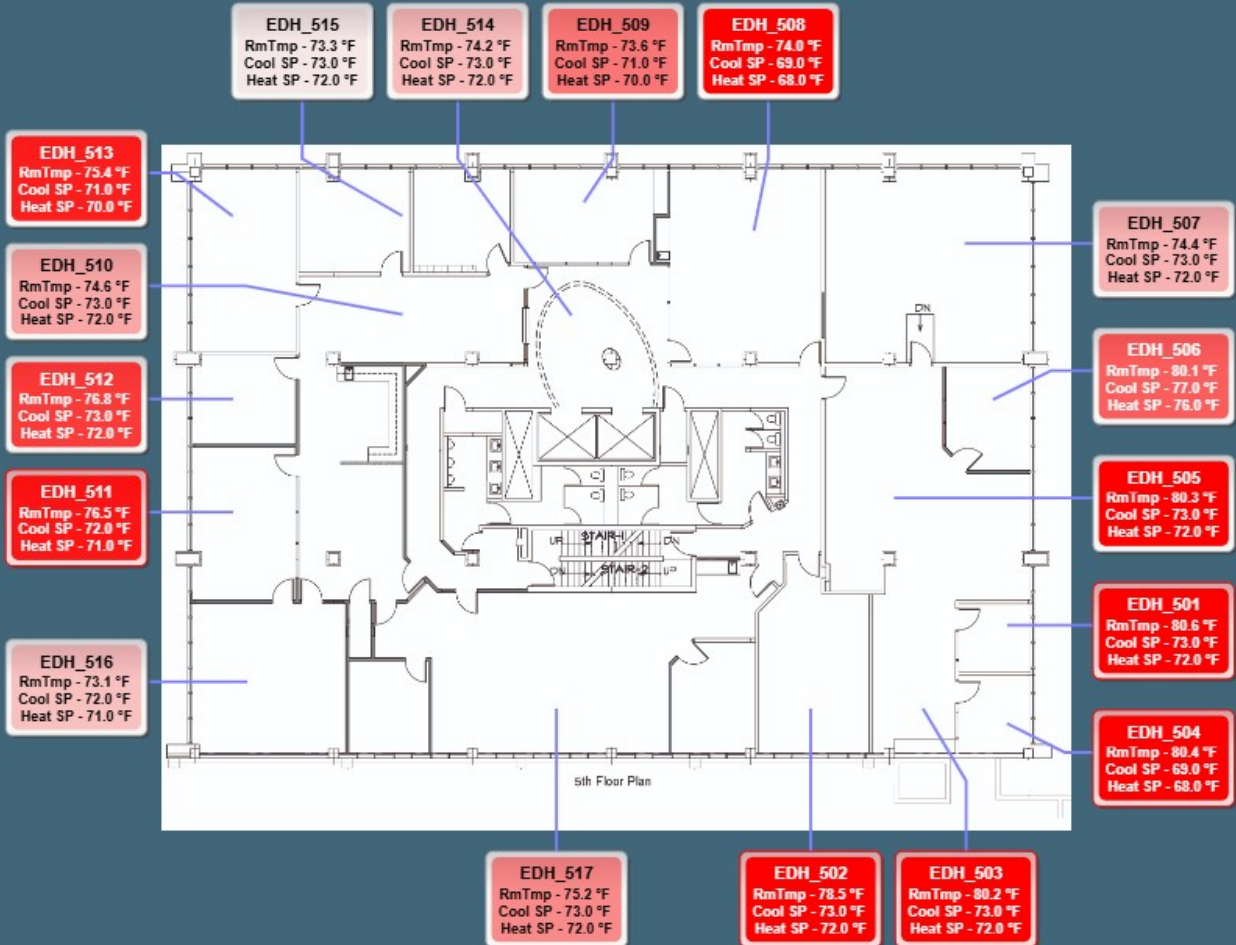 EDH_515
RmTmp - 73.3 °F
Cool SP - 73.0 °F
Heat SP - 72.0 °F
EDH_514
RmTmp - 74.2 °F
Cool SP - 73.0 °F
Heat SP - 72.0 °F
EDH_509
RmTmp - 73.6 °F
Cool SP - 71.0 °F
Heat SP - 70.0 °F
EDH_508
RmTmp - 74.0 °F
Cool SP - 69.0 °F
Heat SP - 68.0 °F
EDH_513
RmTmp - 75.4 °F
Cool SP - 71.0 °F
Heat SP - 70.0 °F
EDH_510
RmTmp - 74.6 °F
Cool SP - 73.0 °F
Heat SP - 72.0 °F
EDH_512
RmTmp - 76.8 °F
Cool SP - 73.0 °F
Heat SP - 72.0 °F
EDH_511
RmTmp - 76.5 °F
Cool SP - 72.0 °F
Heat SP - 71.0 °F
EDH_516
RmTmp - 73.1 °F
Cool SP - 72.0 °F
Heat SP - 71.0 °F
DN
UP
STAIR-1
DN
DN
STAIR-2
UP
5th Floor Plan
EDH_507
RmTmp - 74.4 °F
Cool SP - 73.0 °F
Heat SP - 72.0 °F
EDH_506
RmTmp - 80.1 °F
Cool SP - 77.0 °F
Heat SP - 76.0 °F
EDH_505
RmTmp - 80.3 °F
Cool SP - 73.0 °F
Heat SP - 72.0 °F
EDH_501
RmTmp - 80.6 °F
Cool SP - 73.0 °F
Heat SP - 72.0 °F
EDH_504
RmTmp - 80.4 °F
Cool SP - 69.0 °F
Heat SP - 68.0 °F
EDH_517
RmTmp - 75.2 °F
Cool SP - 73.0 °F
Heat SP - 72.0 °F
EDH_502
RmTmp - 78.5 °F
Cool SP - 73.0 °F
Heat SP - 72.0 °F
EDH_503
RmTmp - 80.2 °F
Cool SP - 73.0 °F
Heat SP - 72.0 °F